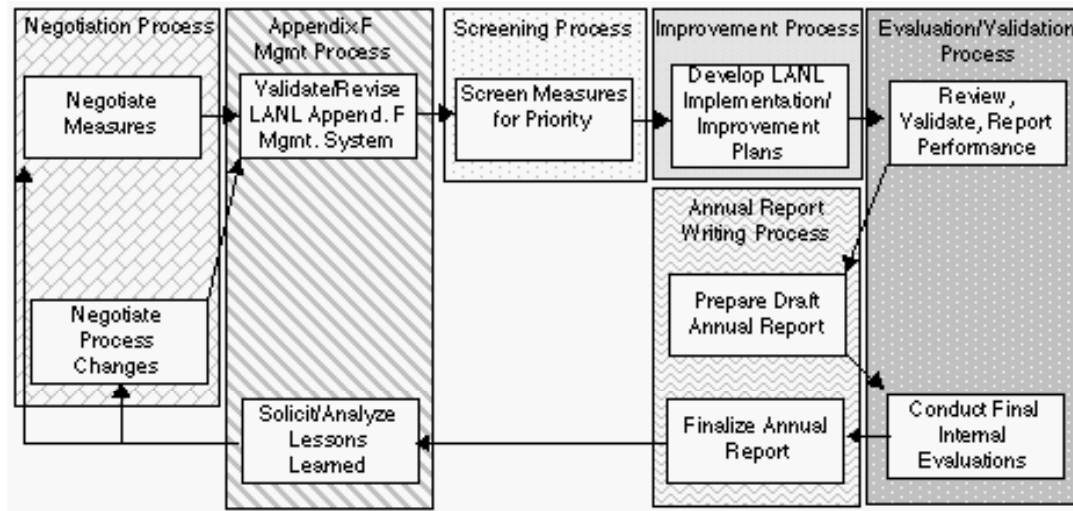 Negotiation Process
Negotiate
Measures
Negotiate
Process
Changes
Appendix F
Mgmt Process
Validate/Revise
LANL Append. F
Mgmt. System
Solicit/Analyze
Lessons
Learned
Screening Process
Screen Measures
for Priority
Improvement Process
Develop LANL
Implementation/
Improvement
Plans
Annual Report
Writing Process
Prepare Draft
Annual Report
Finalize Annual
Report
Evaluation/Validation
Process
Review,
Validate, Report
Performance
Conduct Final
Internal
Evaluations